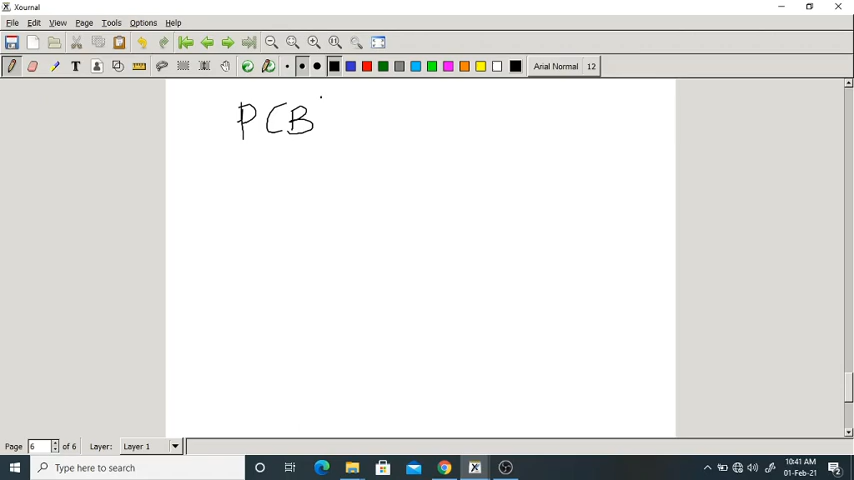 Xournal
File Edit View Page Tools Options Help
Arial Normal 12
PCB
Page 6 of 6 Layer: Layer 1
Type here to search
10:41 AM
01-Feb-21
2